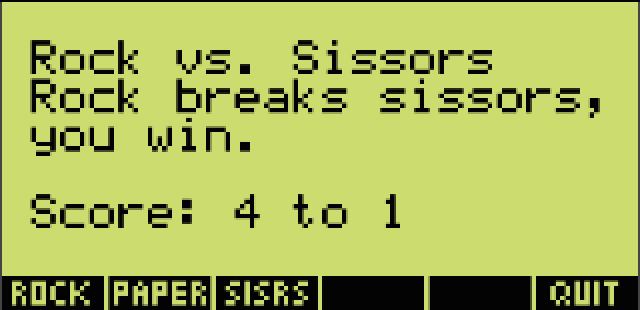 Rock vs. Sissors
Rock breaks sissors,
you win.
Score: 4 to 1
ROCK PAPER SISRS QUIT